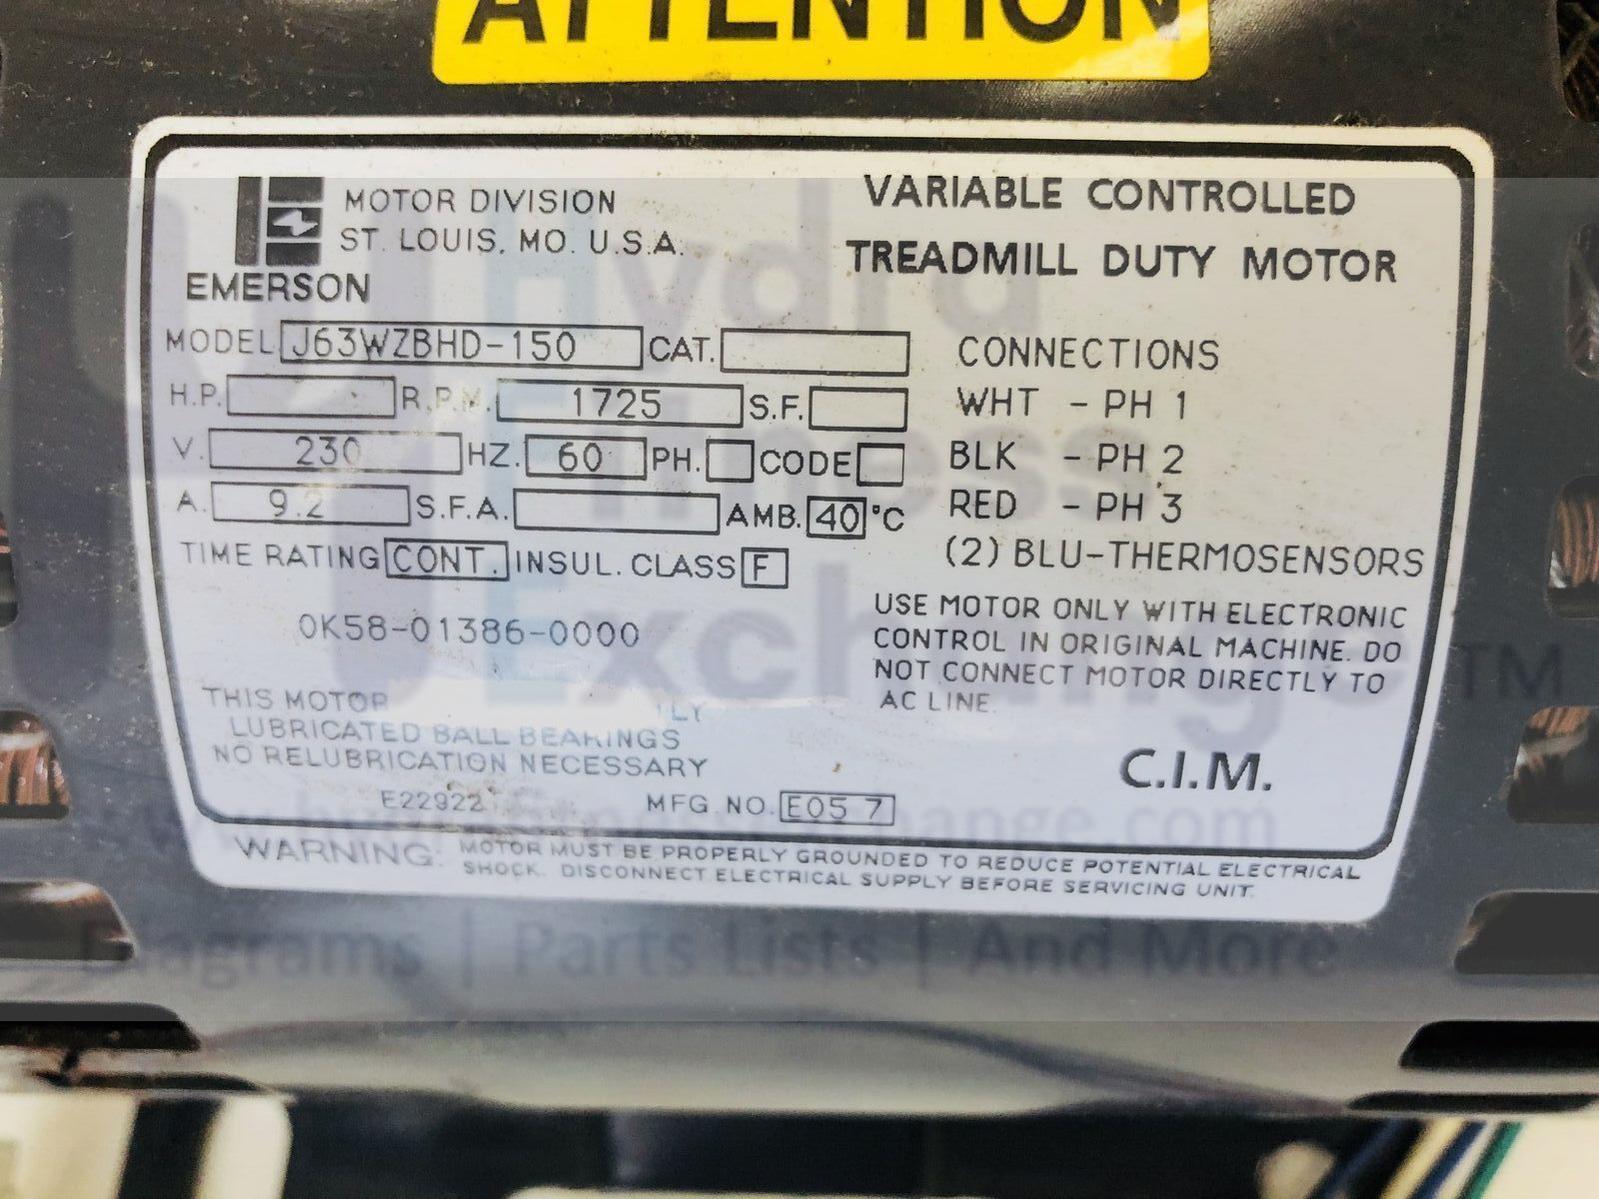 ATTENTION
MOTOR DIVISION
ST. LOUIS, MO. U.S.A.
EMERSON
VARIABLE CONTROLLED
TREADMILL DUTY MOTOR
MODEL J63WZBHD-150 CAT.
H.P. R.P.M. 1725 S.F.
V. 230 HZ. 60 PH. CODE
A. 9.2 S.F.A. AMB. 40 °C
TIME RATING CONT. INSUL. CLASS F
0K58-01386-0000
THIS MOTOR
LUBRICATED BALL BEARINGS
NO RELUBRICATION NECESSARY
E22922 MFG. NO. E05 7
CONNECTIONS
WHT - PH 1
BLK - PH 2
RED - PH 3
(2) BLU-THERMOSENSORS
USE MOTOR ONLY WITH ELECTRONIC
CONTROL IN ORIGINAL MACHINE. DO
NOT CONNECT MOTOR DIRECTLY TO
AC LINE.
C.I.M.
WARNING: MOTOR MUST BE PROPERLY GROUNDED TO REDUCE POTENTIAL ELECTRICAL
SHOCK. DISCONNECT ELECTRICAL SUPPLY BEFORE SERVICING UNIT.
Hydra
Fitness
Exchange™
Diagrams | Parts Lists | And More